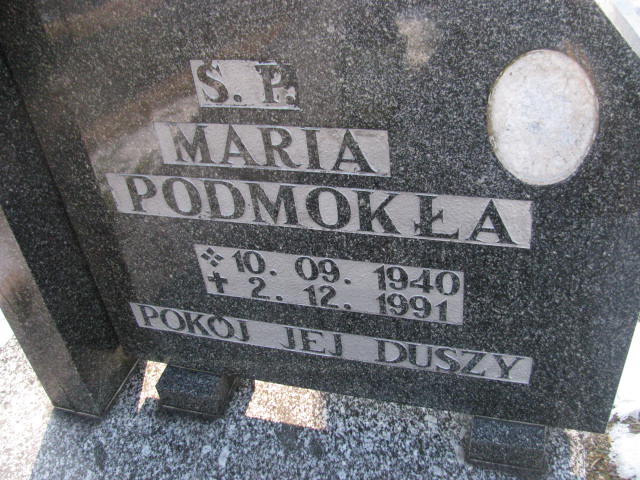 S. P.
MARIA
PODMOKŁA
10. 09. 1940
2. 12. 1991
POKÓJ JEJ DUSZY